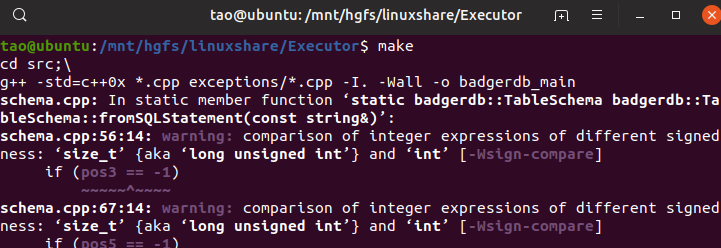 tao@ubuntu: /mnt/hgfs/linuxshare/Executor
tao@ubuntu:/mnt/hgfs/linuxshare/Executor$ make
cd src;\
g++ -std=c++0x *.cpp exceptions/*.cpp -I. -Wall -o badgerdb_main
schema.cpp: In static member function ‘static badgerdb::TableSchema badgerdb::Ta
bleSchema::fromSQLStatement(const string&)’:
schema.cpp:56:14: warning: comparison of integer expressions of different signed
ness: ‘size_t’ {aka ‘long unsigned int’} and ‘int’ [-Wsign-compare]
if (pos3 == -1)
~~~~~^~~~~
schema.cpp:67:14: warning: comparison of integer expressions of different signed
ness: ‘size_t’ {aka ‘long unsigned int’} and ‘int’ [-Wsign-compare]
if (pos5 == -1)